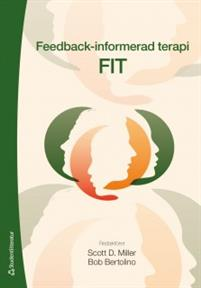 Feedback-informerad terapi
FIT
Redaktörer
Scott D. Miller
Bob Bertolino
Studentlitteratur